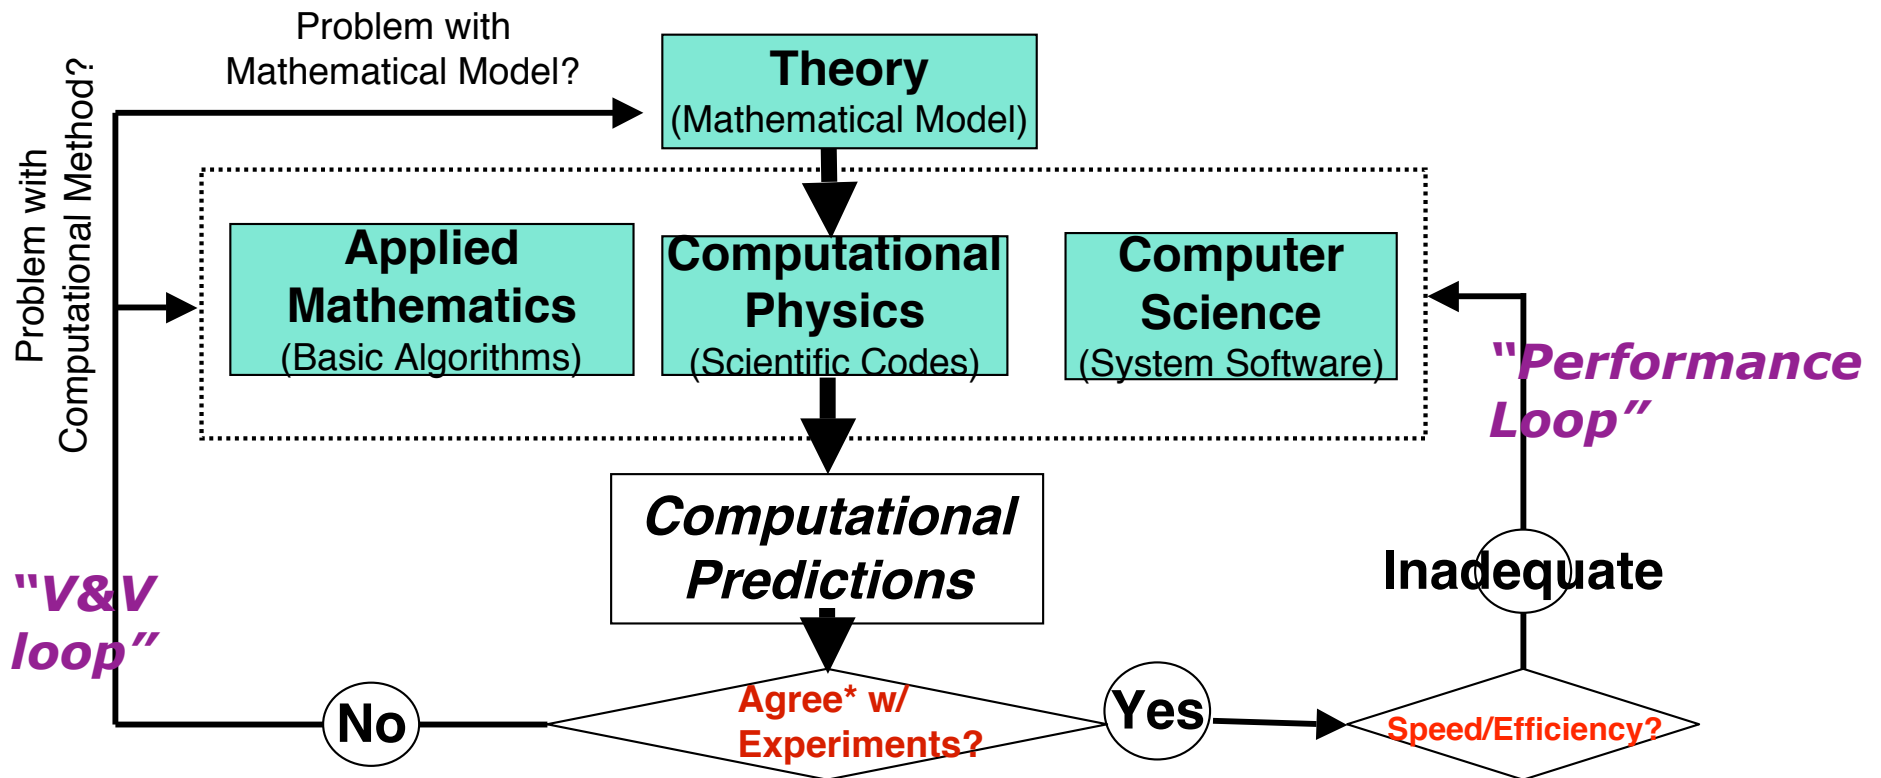 Problem with
Mathematical Model?
Theory
(Mathematical Model)
Problem with
Computational Method?
Applied
Mathematics
(Basic Algorithms)
Computational
Physics
(Scientific Codes)
Computer
Science
(System Software)
“Performance
Loop”
Computational
Predictions
Inadequate
“V&V
loop”
No
Agree* w/
Experiments?
Yes
Speed/Efficiency?